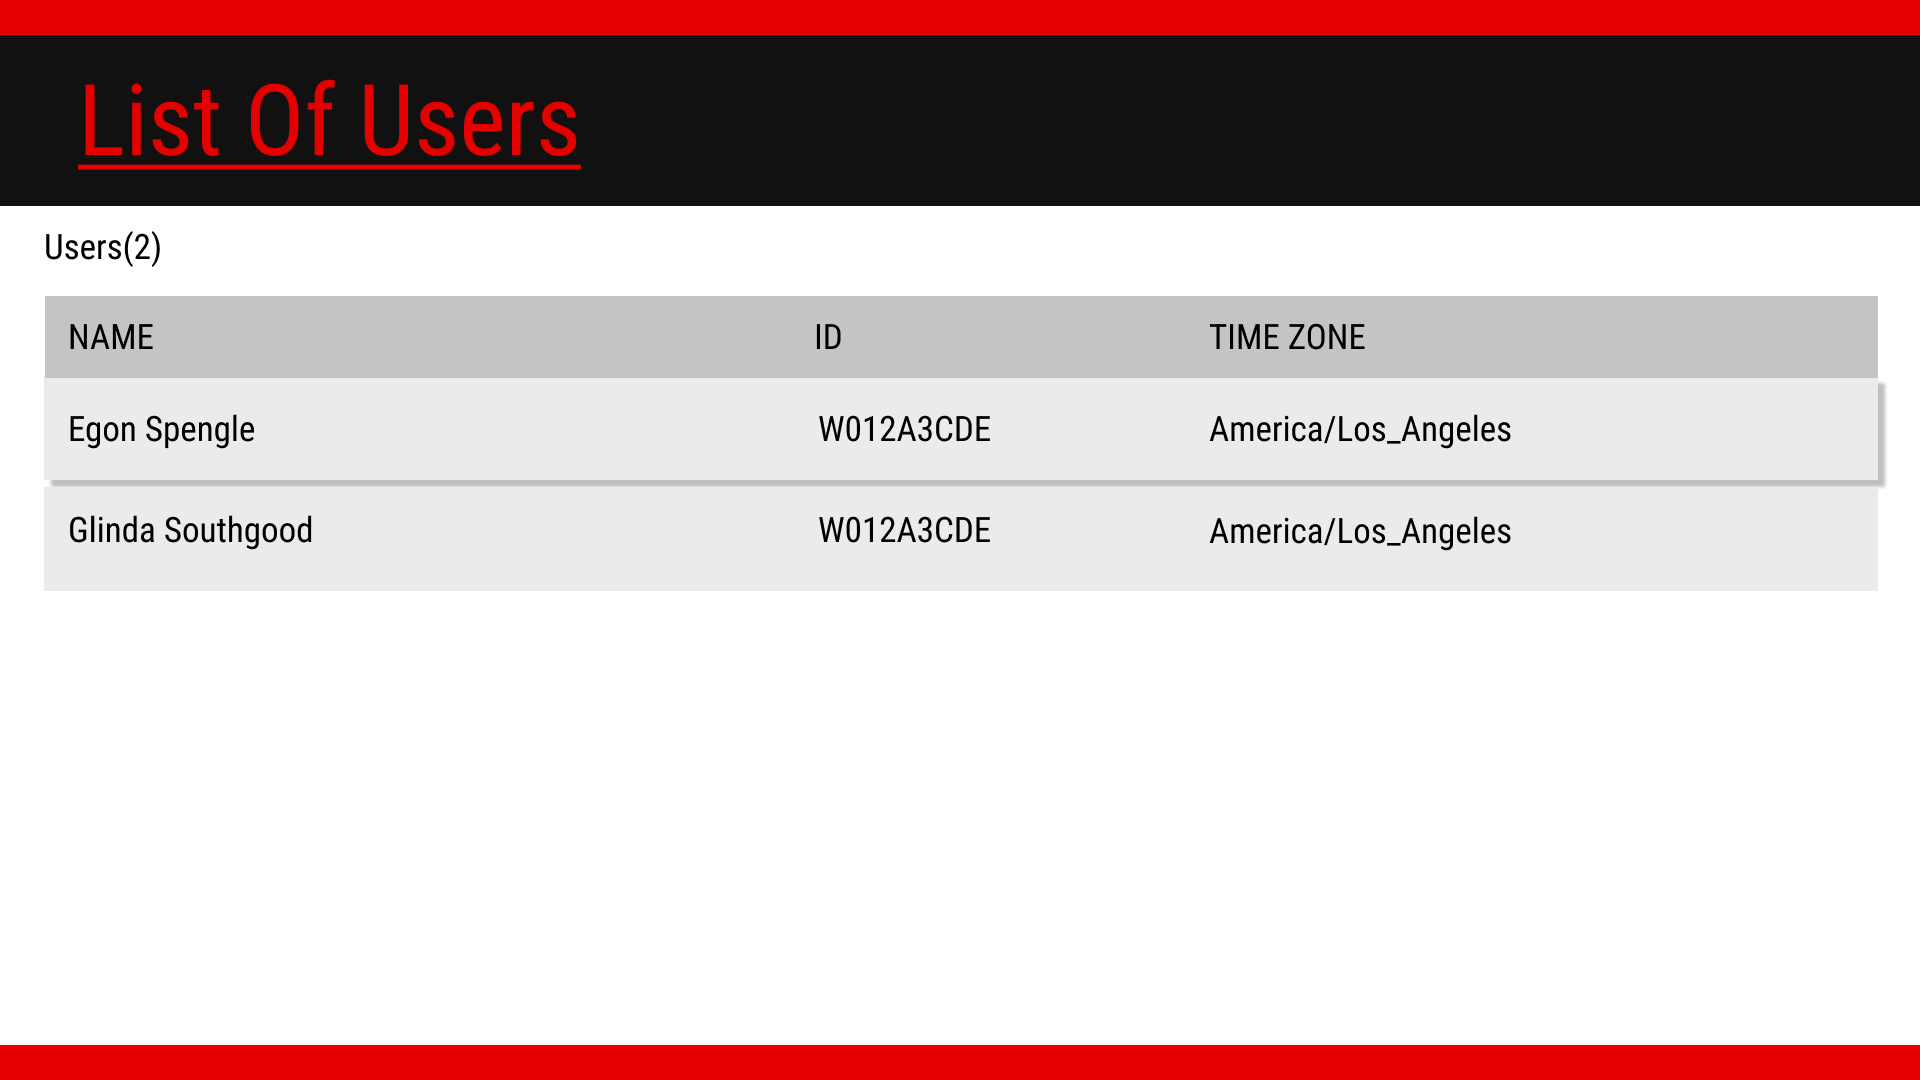 List Of Users
Users(2)
NAME ID TIME ZONE
Egon Spengle W012A3CDE America/Los_Angeles
Glinda Southgood W012A3CDE America/Los_Angeles